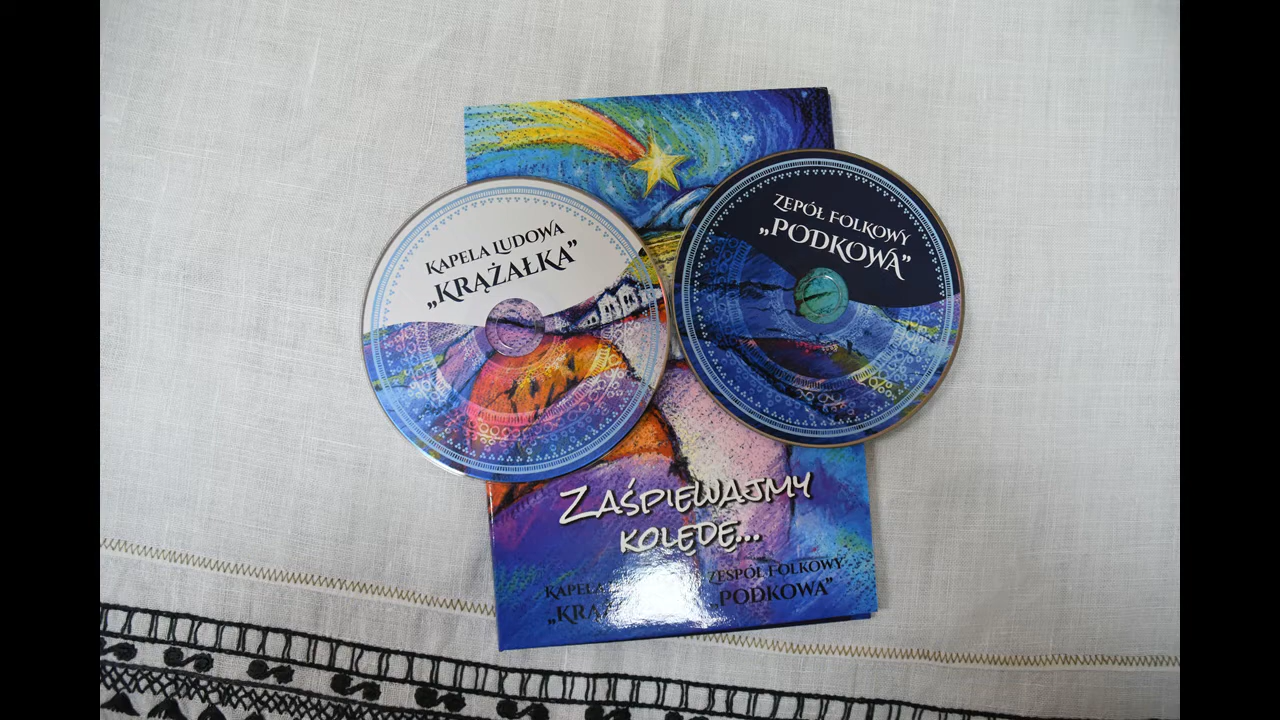 KAPELA LUDOWA
„KRĄŻAŁKA”
ZEPÓŁ FOLKOWY
„PODKOWA”
ZAŚPIEWAJMY
KOLĘDĘ...
KAPELA
ZESPÓŁ FOLKOWY
„PODKOWA”